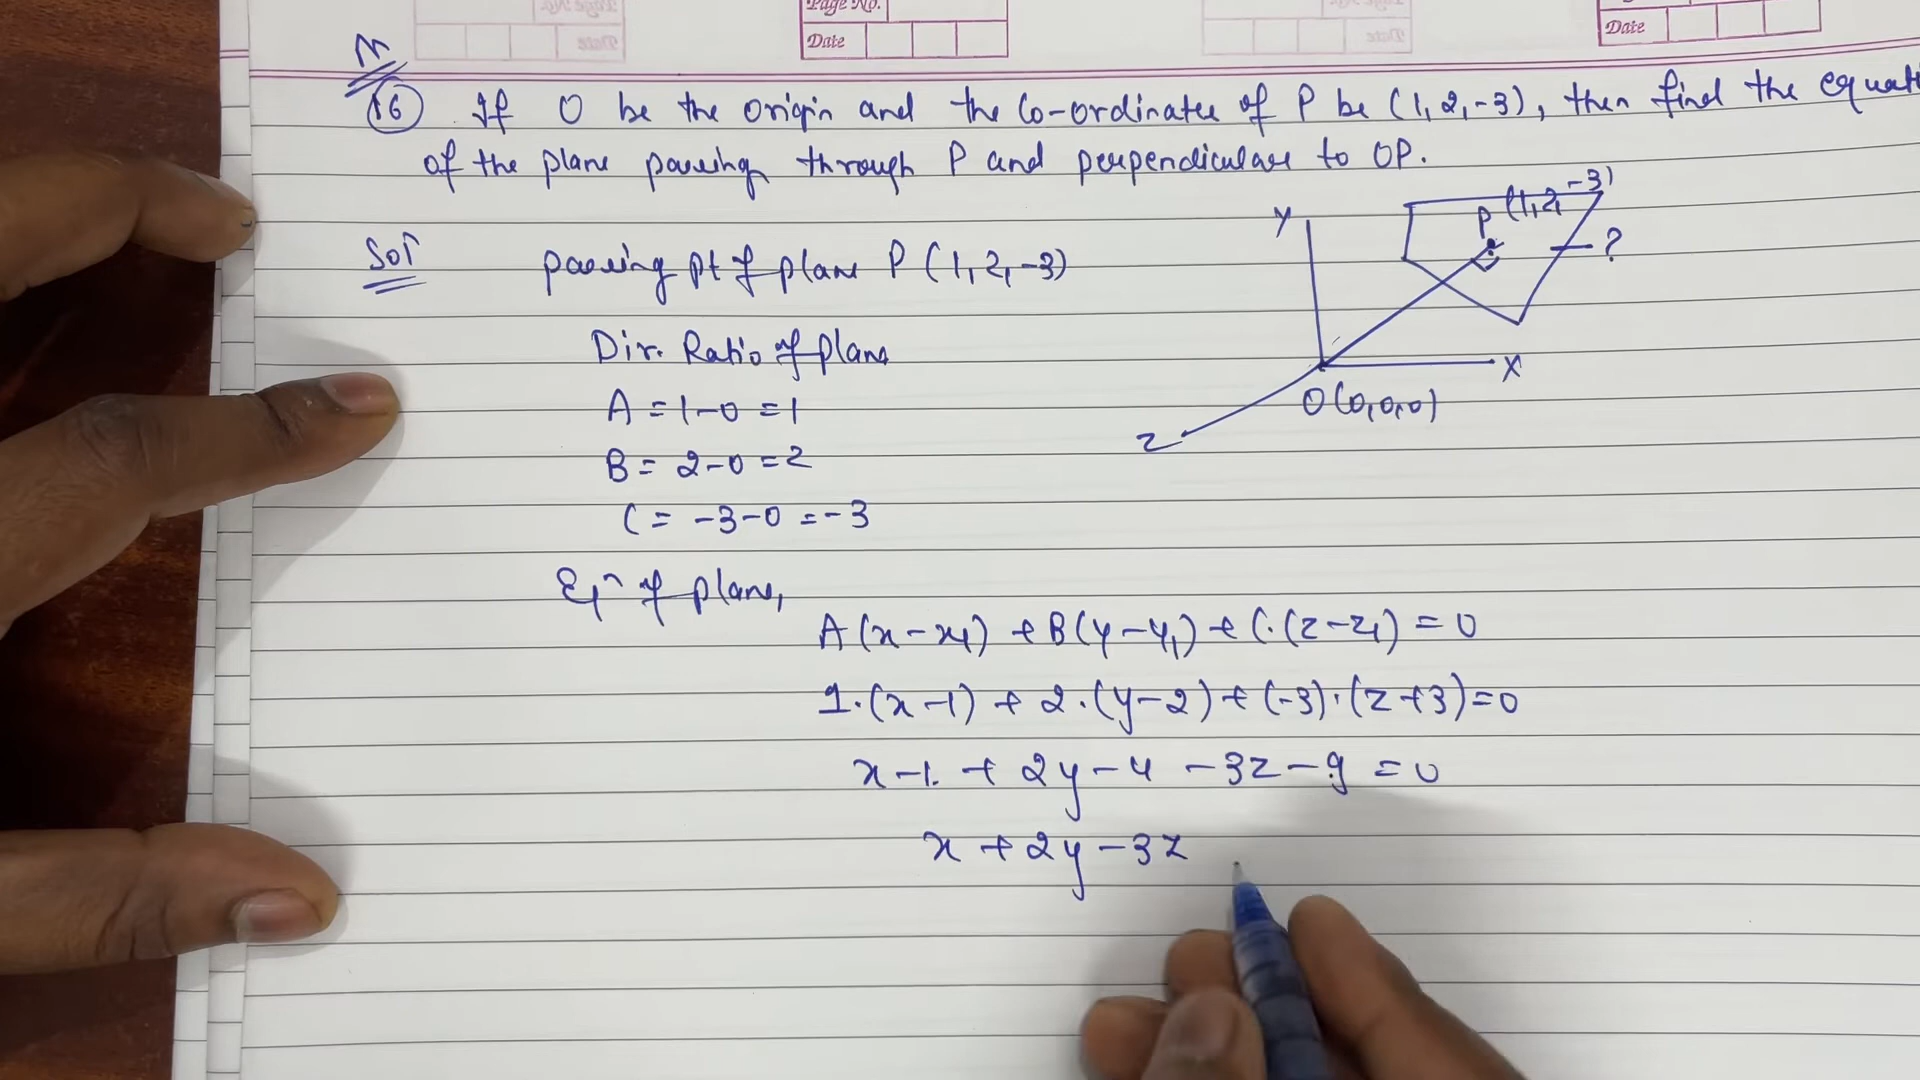 Page No.
Date
Date
N
16 If O be the origin and the Co-ordinates of P be (1, 2, -3), then find the equati
of the plane passing through P and perpendicular to OP.
Y
P (1, 2, -3)
?
X
O(0,0,0)
Z
Sol
passing pt of plane P (1, 2, -3)
Dir. Ratio of plane
A = 1-0 = 1
B = 2-0 = 2
C = -3-0 = -3
Eqn of plane,
A(x-x1) + B(y-y1) + C.(z-z1) = 0
1.(x-1) + 2.(y-2) + (-3).(z+3)=0
x-1. + 2y-4 -3z-9 = 0
x + 2y - 3z